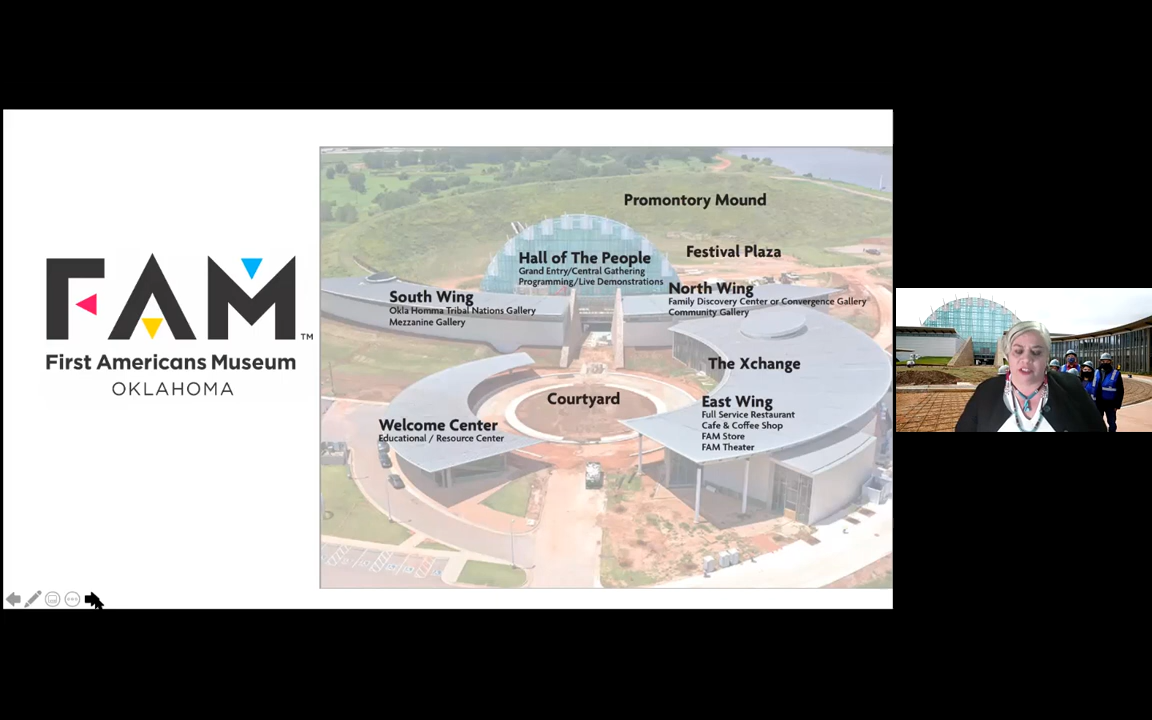 FAM
TM
First Americans Museum
OKLAHOMA
Promontory Mound
Festival Plaza
Hall of The People
Grand Entry/Central Gathering
Programming/Live Demonstrations
North Wing
Family Discovery Center or Convergence Gallery
Community Gallery
South Wing
Okla Homma Tribal Nations Gallery
Mezzanine Gallery
The Xchange
Courtyard
East Wing
Full Service Restaurant
Cafe & Coffee Shop
FAM Store
FAM Theater
Welcome Center
Educational / Resource Center